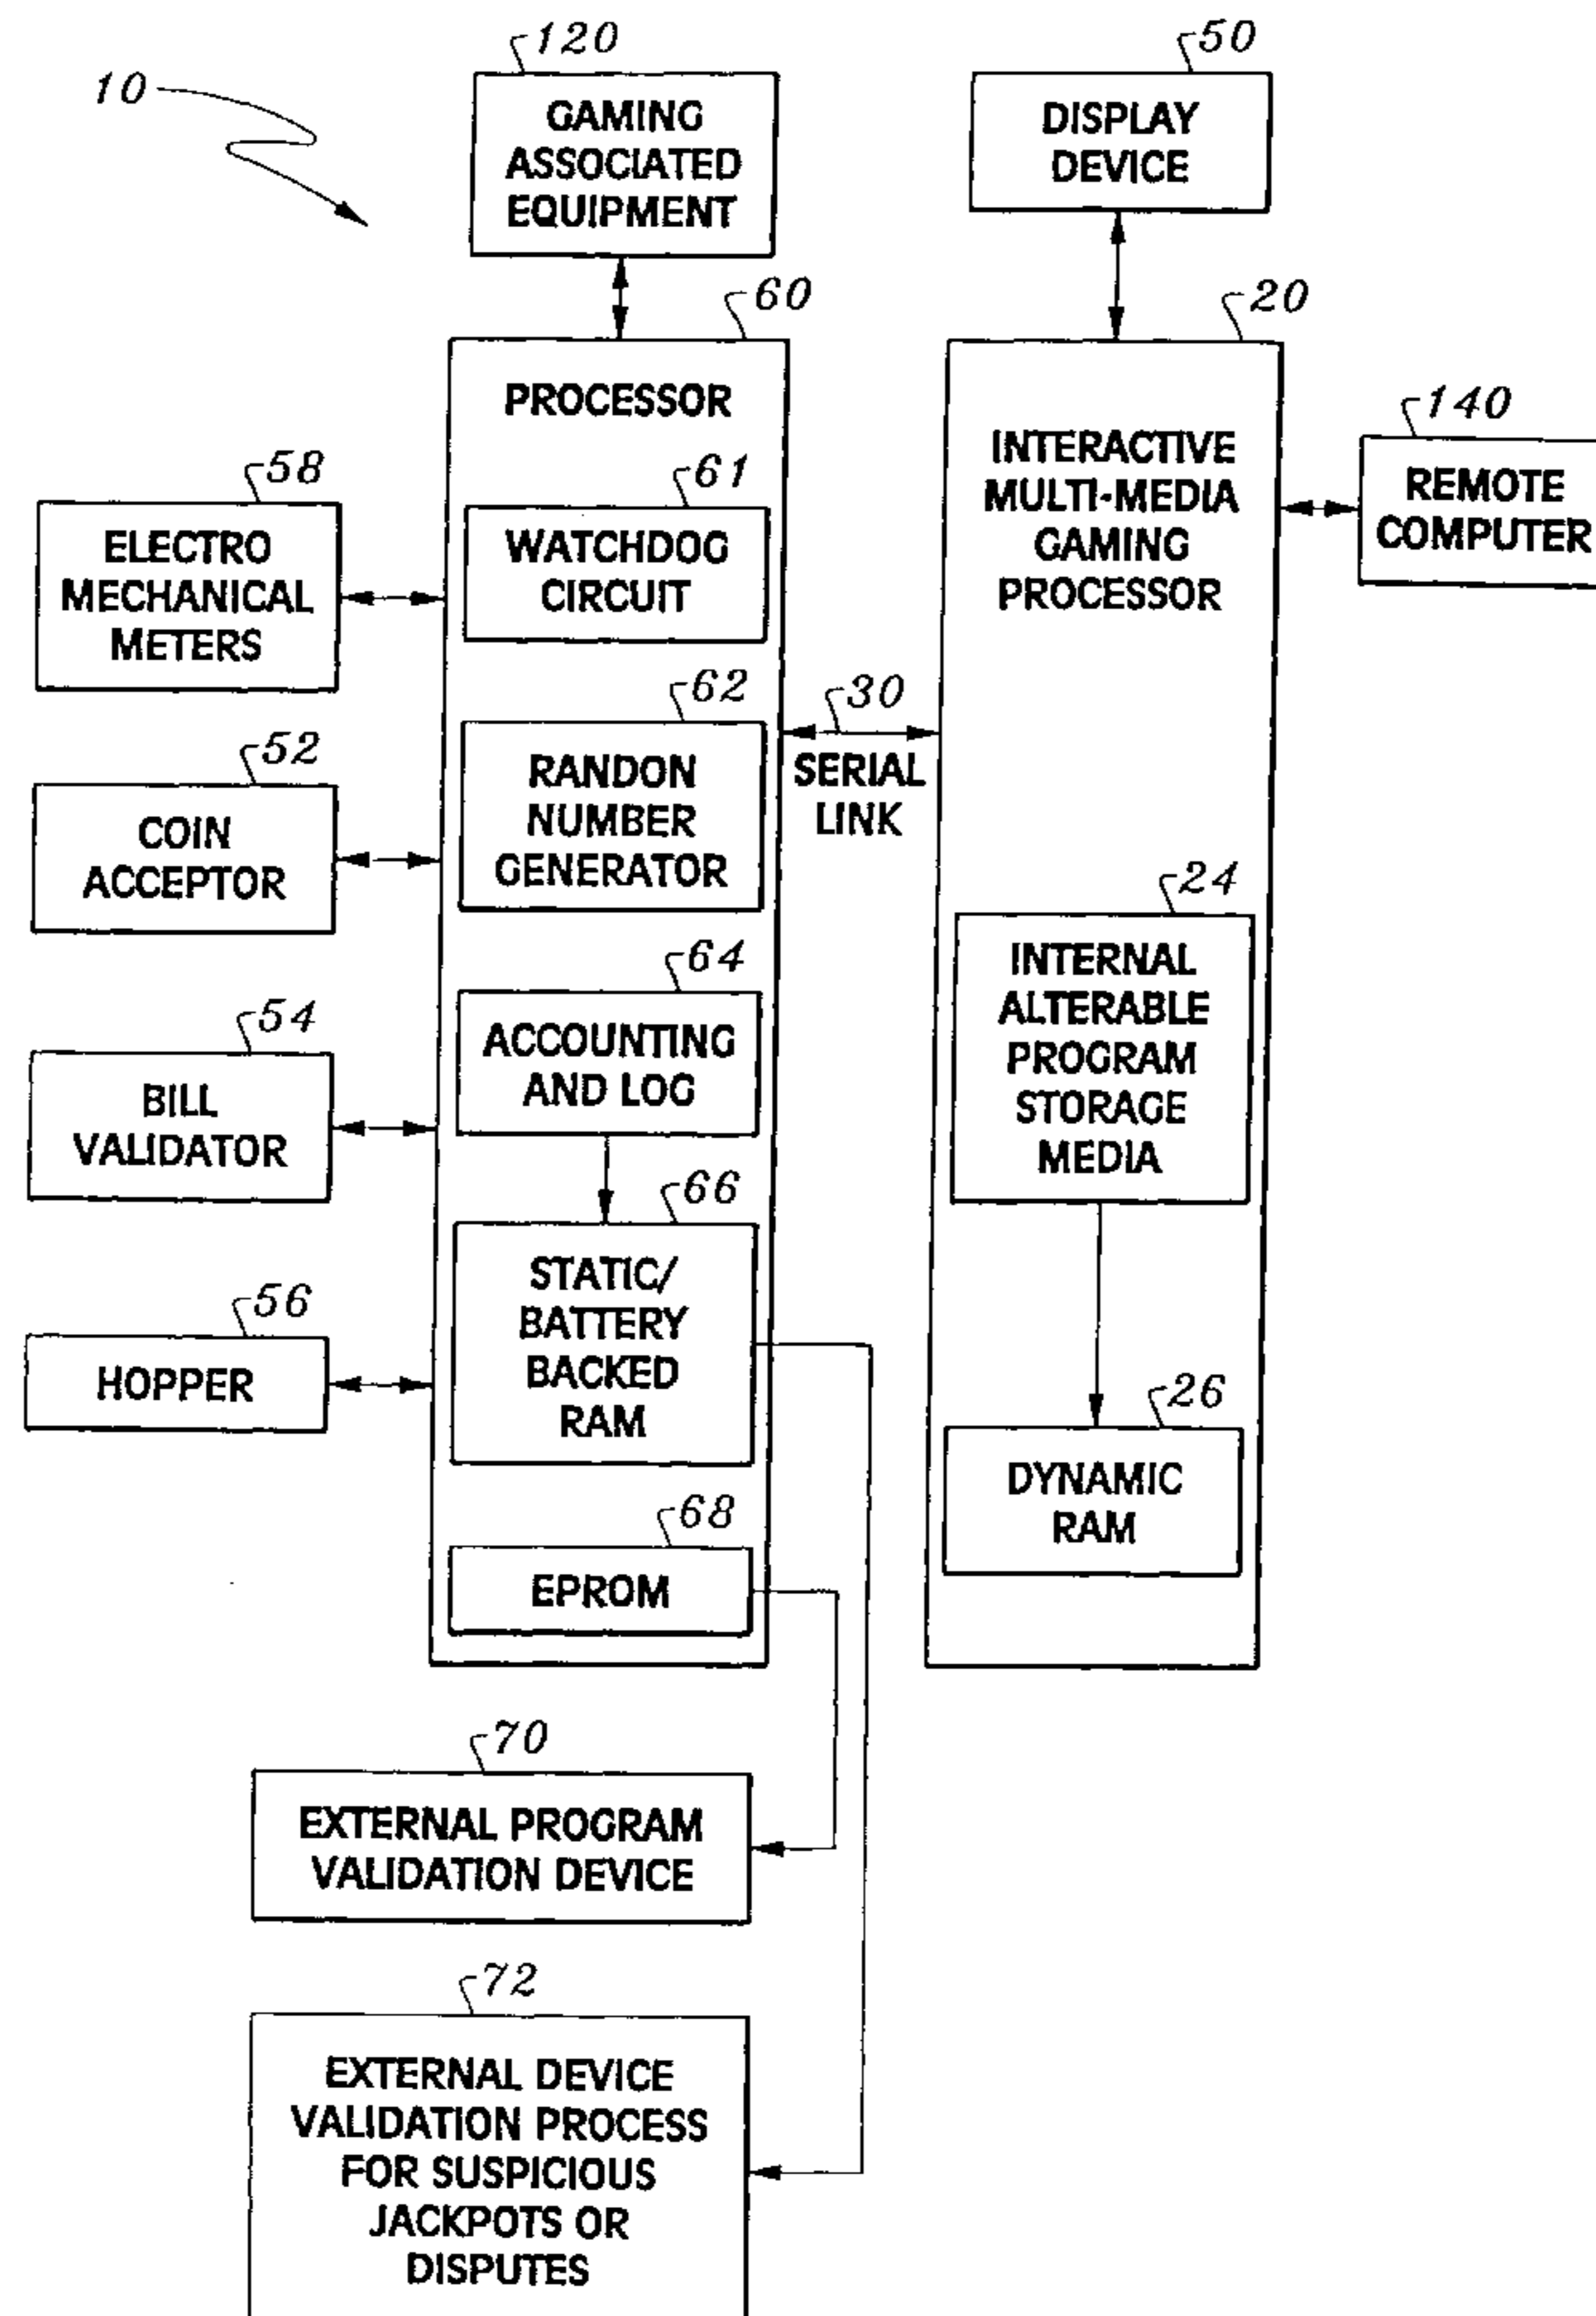 10
120
GAMING
ASSOCIATED
EQUIPMENT
50
DISPLAY
DEVICE
60
PROCESSOR
20
INTERACTIVE
MULTI-MEDIA
GAMING
PROCESSOR
140
REMOTE
COMPUTER
58
ELECTRO
MECHANICAL
METERS
61
WATCHDOG
CIRCUIT
52
COIN
ACCEPTOR
62
RANDON
NUMBER
GENERATOR
30
SERIAL
LINK
54
BILL
VALIDATOR
64
ACCOUNTING
AND LOG
24
INTERNAL
ALTERABLE
PROGRAM
STORAGE
MEDIA
56
HOPPER
66
STATIC/
BATTERY
BACKED
RAM
26
DYNAMIC
RAM
68
EPROM
70
EXTERNAL PROGRAM
VALIDATION DEVICE
72
EXTERNAL DEVICE
VALIDATION PROCESS
FOR SUSPICIOUS
JACKPOTS OR
DISPUTES